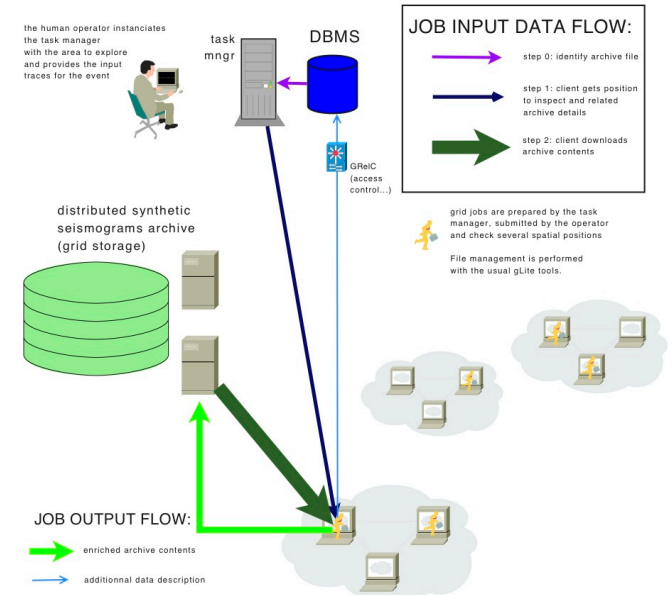 the human operator instanciates
the task manager
with the area to explore
and provides the input
traces for the event
task
mngr
DBMS
JOB INPUT DATA FLOW:
step 0: identify archive file
step 1: client gets position
to inspect and related
archive details
step 2: client downloads
archive contents
GRelC
(access
control...)
grid jobs are prepared by the task
manager, submitted by the operator
and check several spatial positions
File management is performed
with the usual gLite tools.
distributed synthetic
seismograms archive
(grid storage)
JOB OUTPUT FLOW:
enriched archive contents
additionnal data description